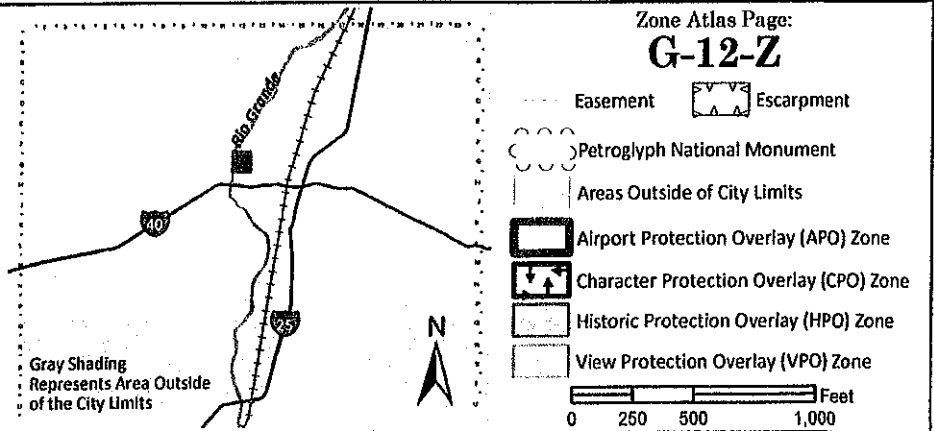 Rio Grande
40
25
N
Gray Shading
Represents Area Outside
of the City Limits
Zone Atlas Page:
G-12-Z
Easement
Escarpment
Petroglyph National Monument
Areas Outside of City Limits
Airport Protection Overlay (APO) Zone
Character Protection Overlay (CPO) Zone
Historic Protection Overlay (HPO) Zone
View Protection Overlay (VPO) Zone
Feet
0 250 500 1,000